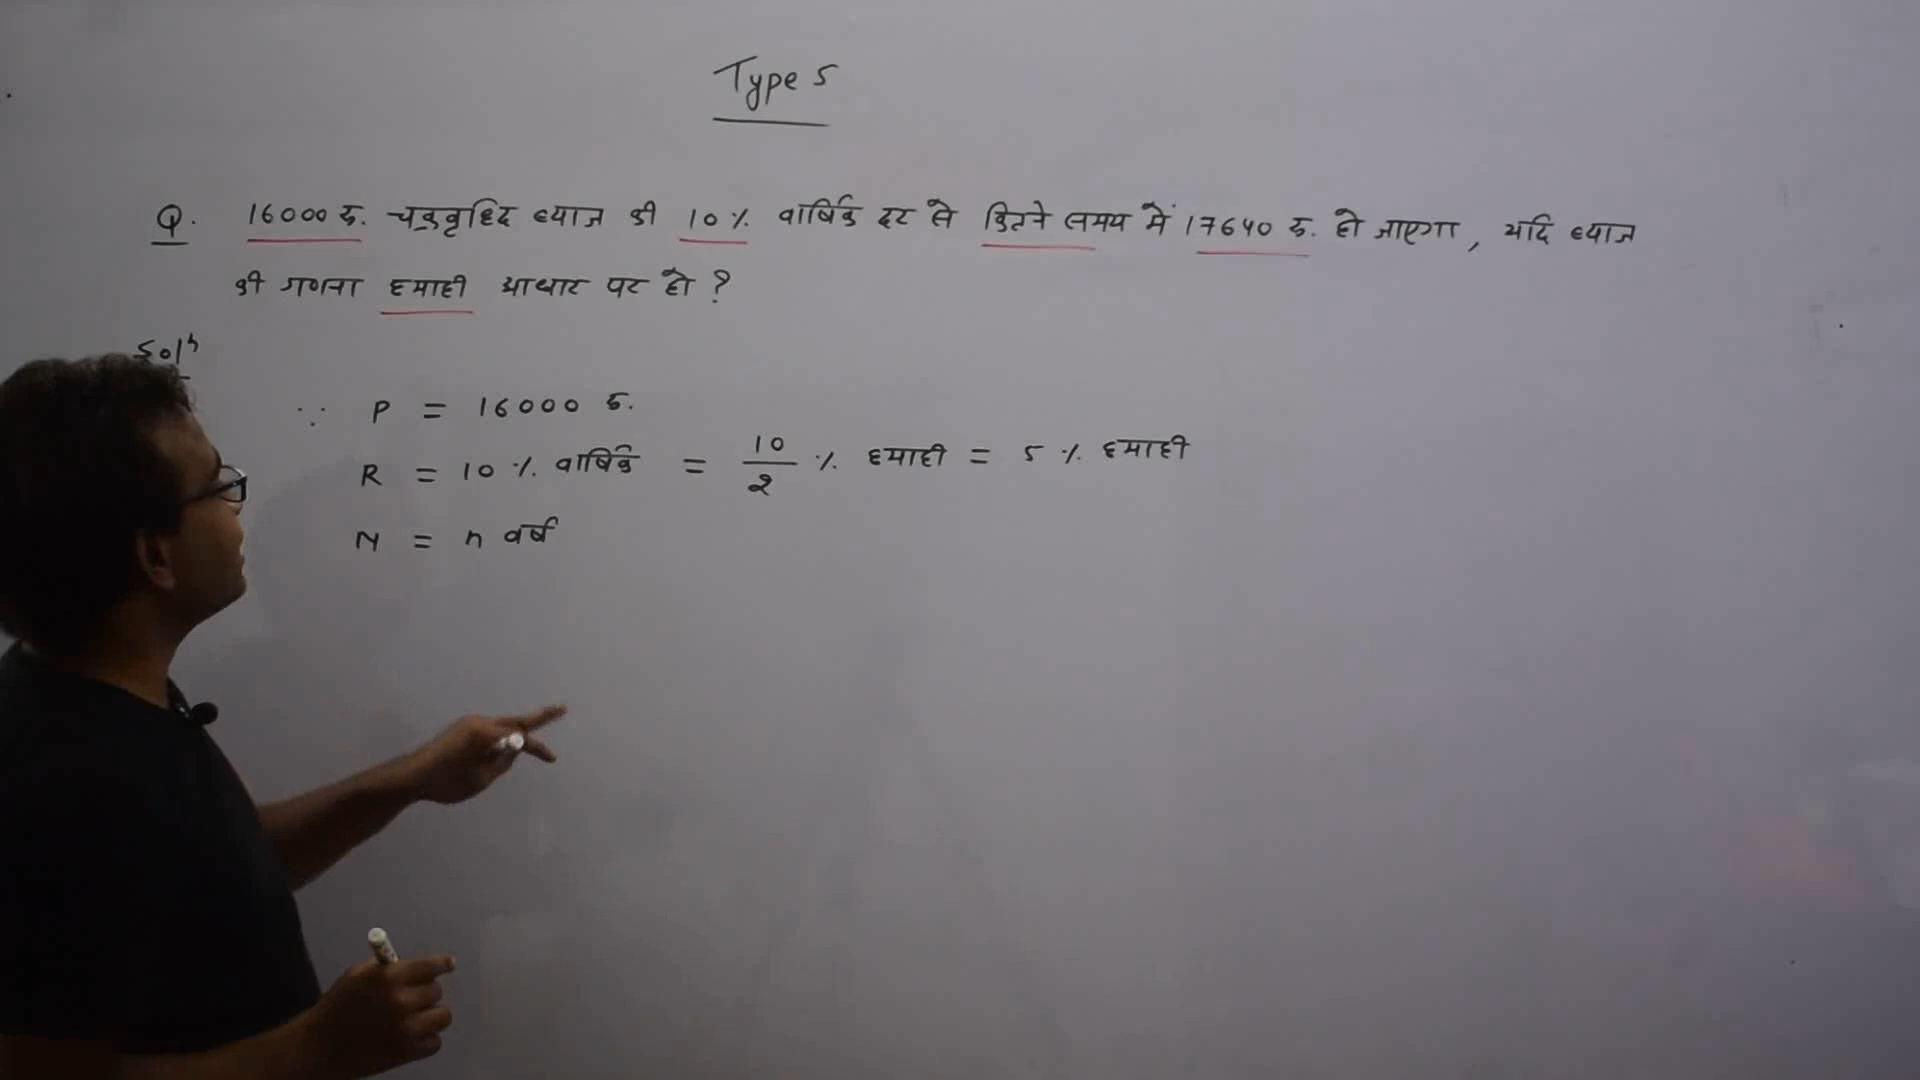 Type 5
Q. 16000 रु. चक्रवृध्दि ब्याज की 10 % वार्षिक दर से कितने समय में 17640 रु. हो जाएगा, यदि ब्याज
की गणना छमाही आधार पर हो ?
Solⁿ
∵ P = 16000 रु.
R = 10 % वार्षिक = 10/2 % छमाही = 5 % छमाही
N = n वर्ष